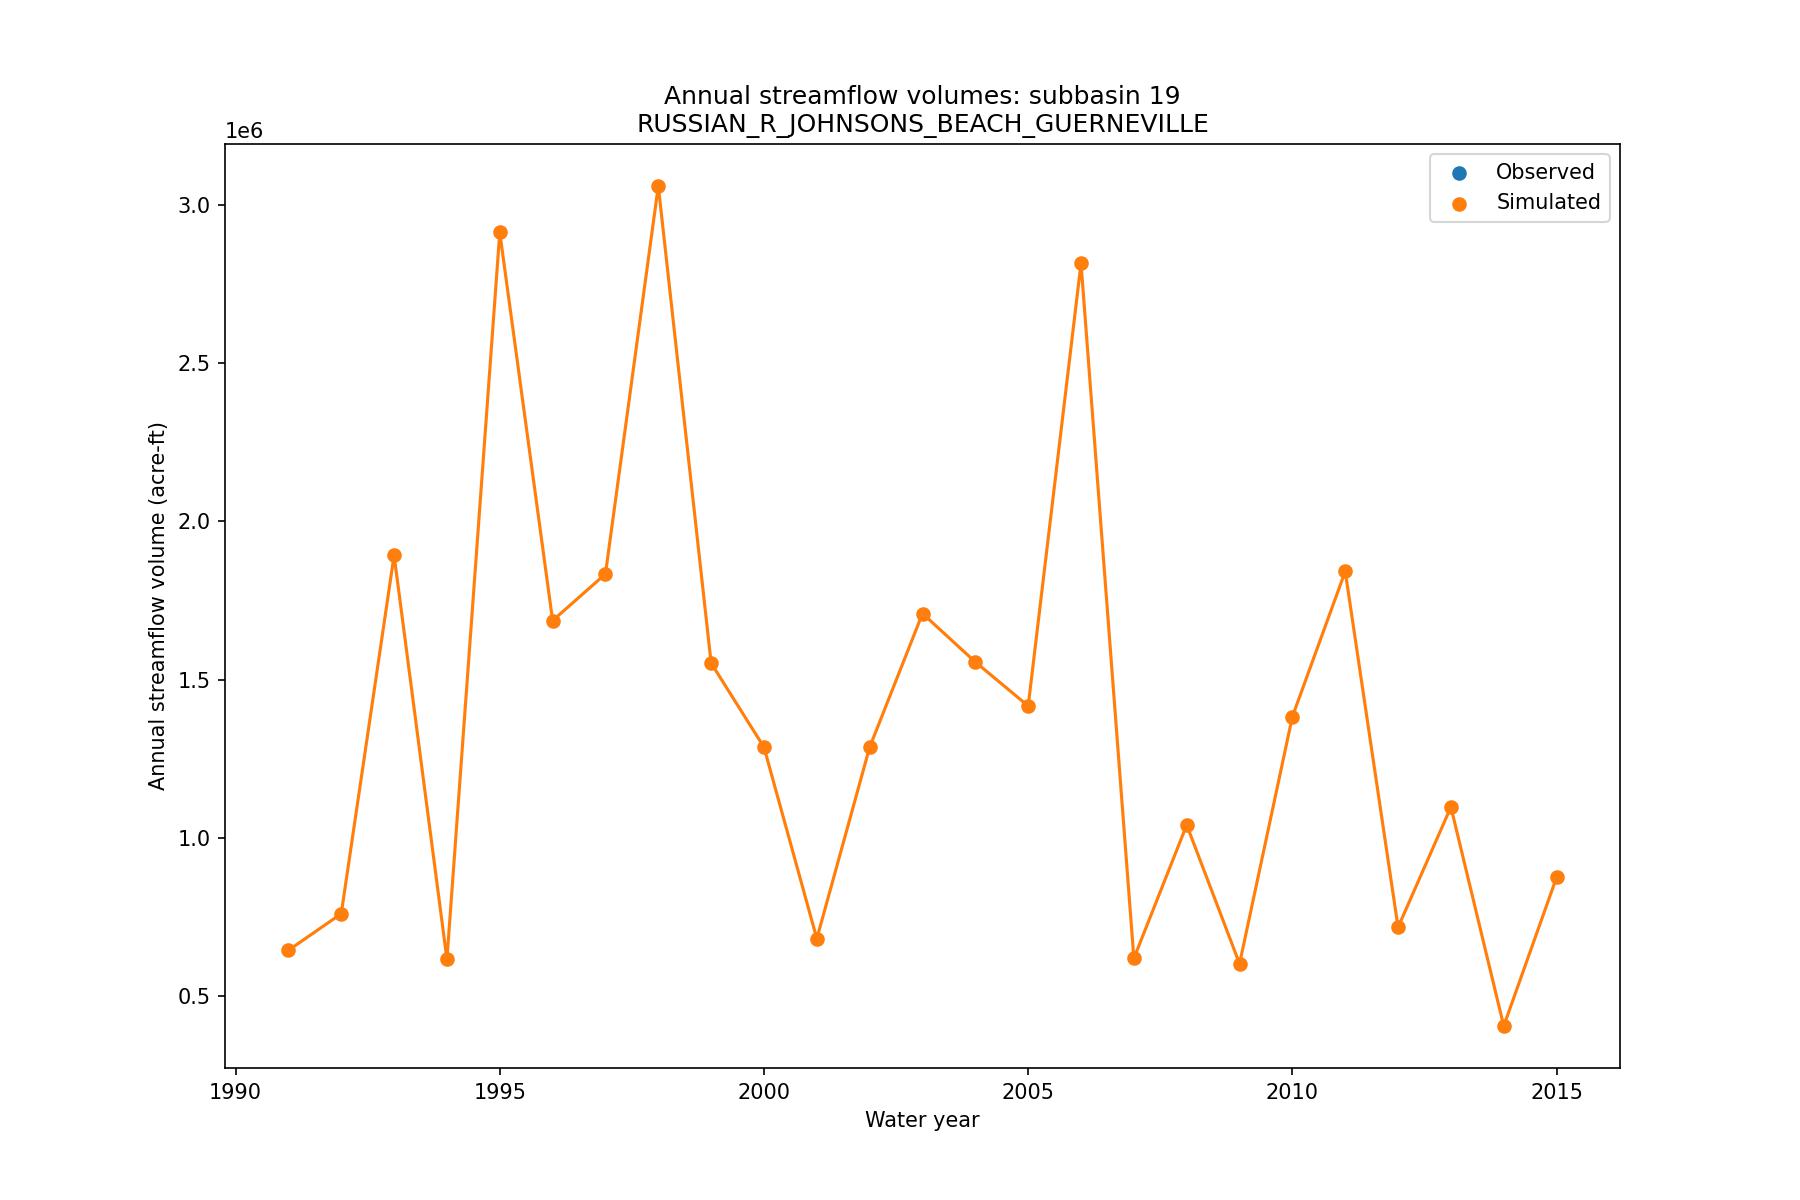 Annual streamflow volumes: subbasin 19
RUSSIAN_R_JOHNSONS_BEACH_GUERNEVILLE
1e6
Observed
Simulated
3.0
2.5
2.0
1.5
1.0
0.5
Annual streamflow volume (acre-ft)
1990
1995
2000
2005
2010
2015
Water year